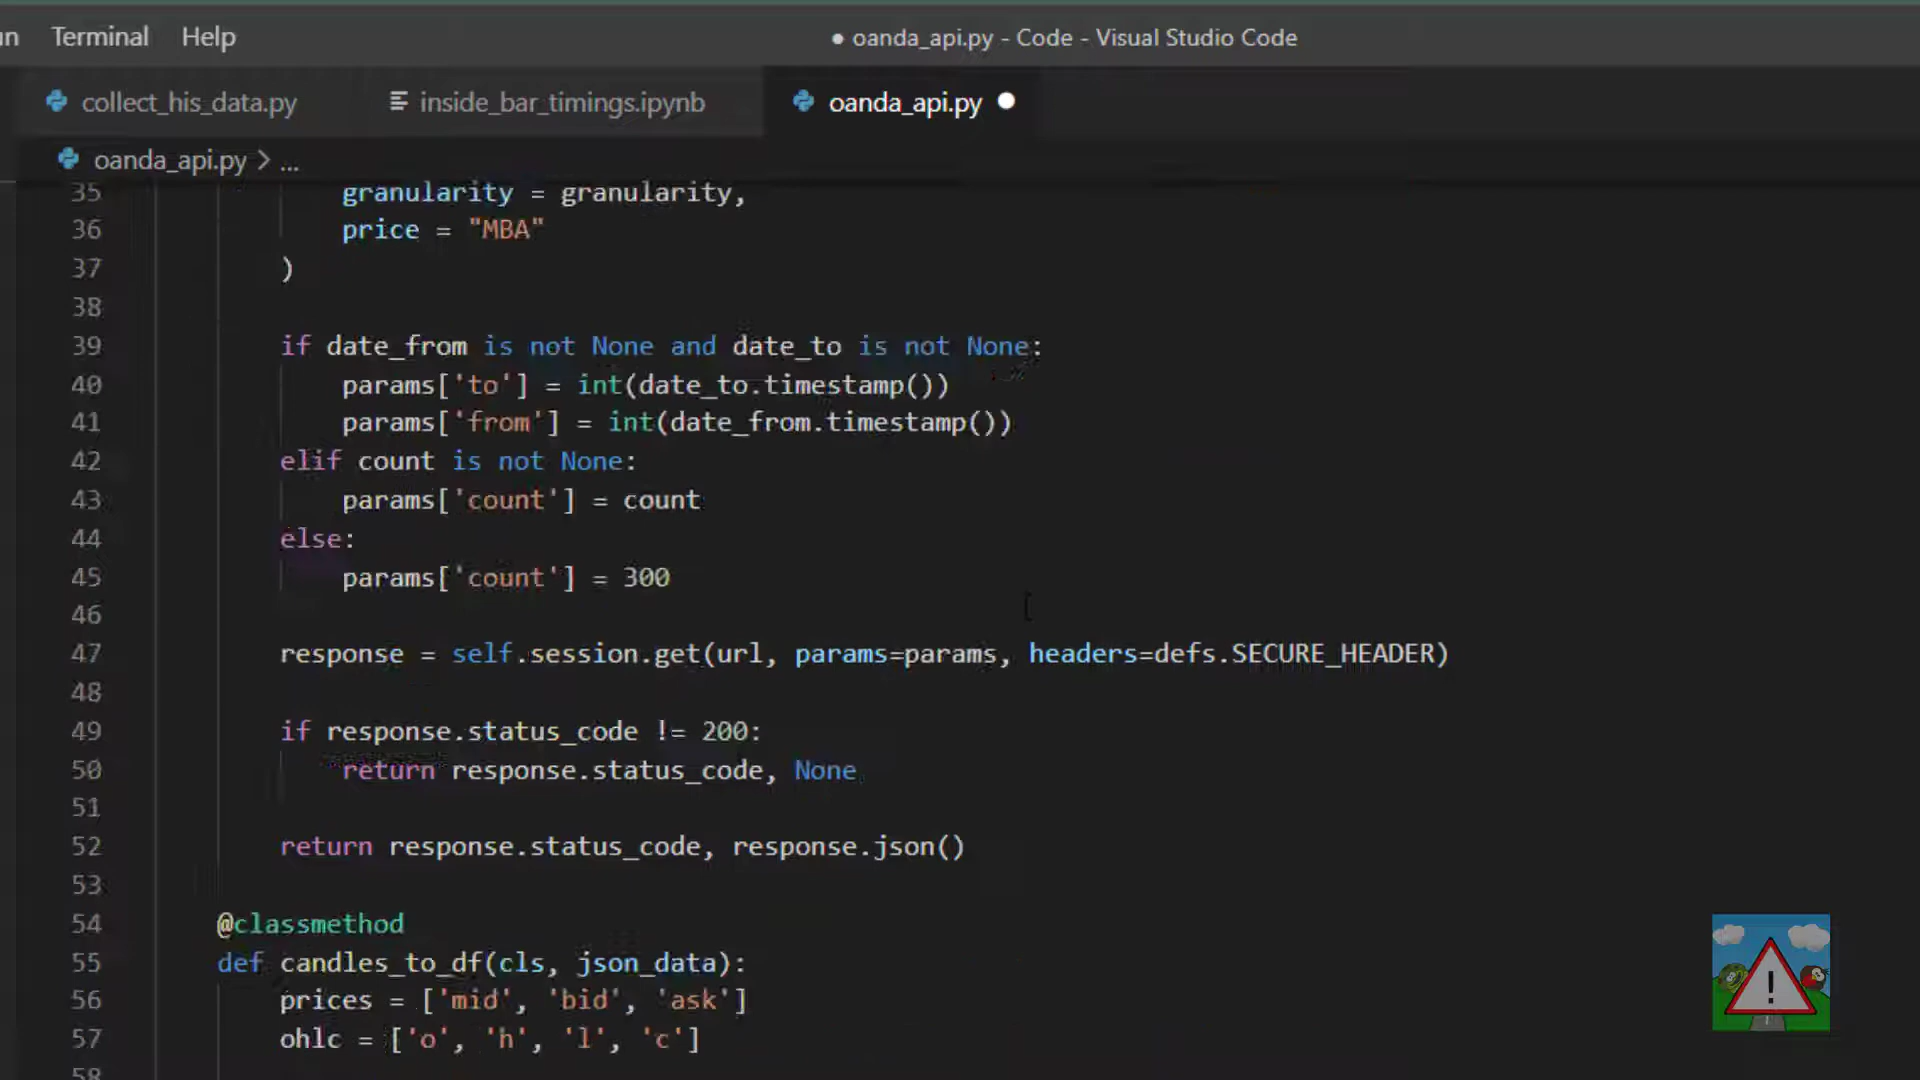 un Terminal Help ● oanda_api.py - Code - Visual Studio Code
collect_his_data.py inside_bar_timings.ipynb oanda_api.py ●
oanda_api.py > ...
35 granularity = granularity,
36 price = "MBA"
37 )
38
39 if date_from is not None and date_to is not None:
40 params['to'] = int(date_to.timestamp())
41 params['from'] = int(date_from.timestamp())
42 elif count is not None:
43 params['count'] = count
44 else:
45 params['count'] = 300
46
47 response = self.session.get(url, params=params, headers=defs.SECURE_HEADER)
48
49 if response.status_code != 200:
50 return response.status_code, None
51
52 return response.status_code, response.json()
53
54 @classmethod
55 def candles_to_df(cls, json_data):
56 prices = ['mid', 'bid', 'ask']
57 ohlc = ['o', 'h', 'l', 'c']
58